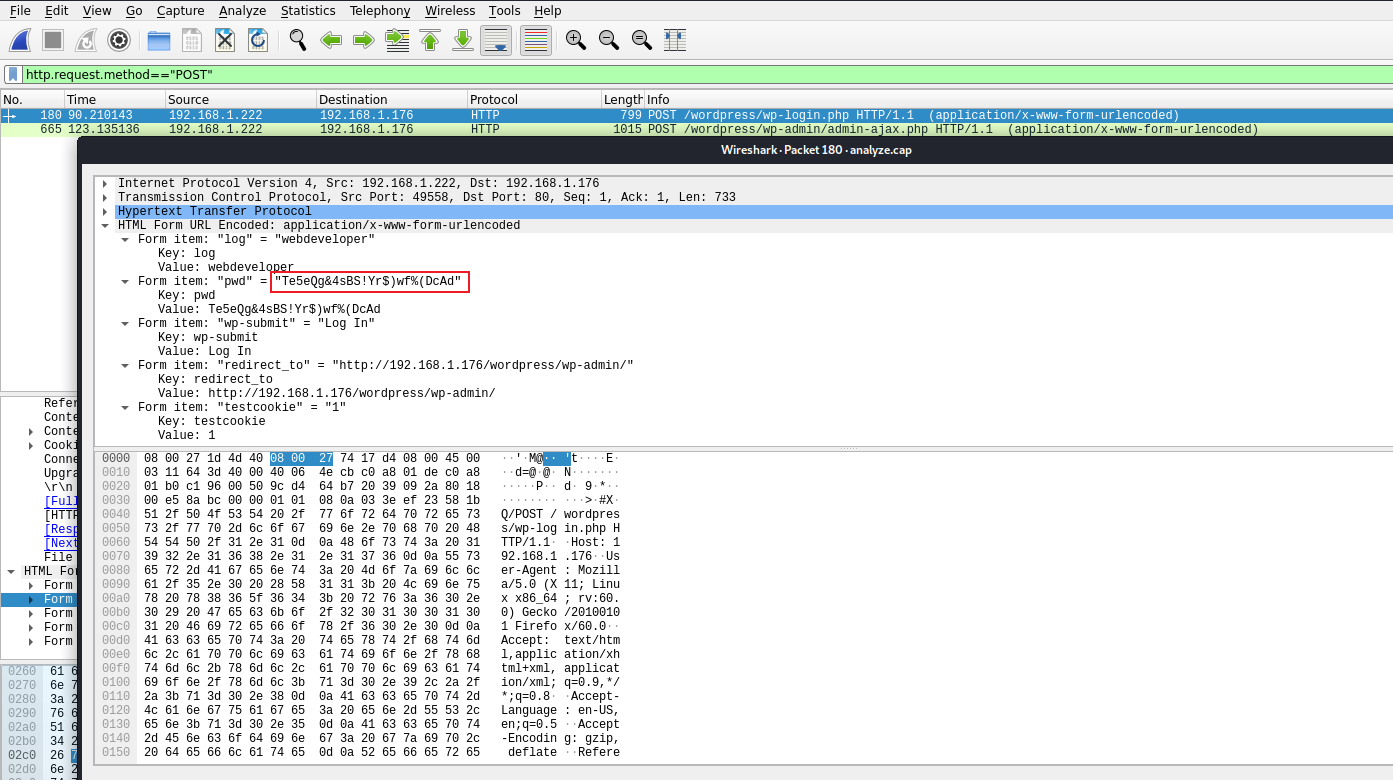 File Edit View Go Capture Analyze Statistics Telephony Wireless Tools Help
http.request.method=="POST"
No. Time Source Destination Protocol Length Info
180 90.210143 192.168.1.222 192.168.1.176 HTTP 799 POST /wordpress/wp-login.php HTTP/1.1 (application/x-www-form-urlencoded)
665 123.135136 192.168.1.222 192.168.1.176 HTTP 1015 POST /wordpress/wp-admin/admin-ajax.php HTTP/1.1 (application/x-www-form-urlencoded)
Wireshark · Packet 180 · analyze.cap
Internet Protocol Version 4, Src: 192.168.1.222, Dst: 192.168.1.176
Transmission Control Protocol, Src Port: 49558, Dst Port: 80, Seq: 1, Ack: 1, Len: 733
Hypertext Transfer Protocol
HTML Form URL Encoded: application/x-www-form-urlencoded
Form item: "log" = "webdeveloper"
Key: log
Value: webdeveloper
Form item: "pwd" = "Te5eQg&4sBS!Yr$)wf%(DcAd"
Key: pwd
Value: Te5eQg&4sBS!Yr$)wf%(DcAd
Form item: "wp-submit" = "Log In"
Key: wp-submit
Value: Log In
Form item: "redirect_to" = "http://192.168.1.176/wordpress/wp-admin/"
Key: redirect_to
Value: http://192.168.1.176/wordpress/wp-admin/
Form item: "testcookie" = "1"
Key: testcookie
Value: 1
0000 08 00 27 1d 4d 40 08 00 27 74 17 d4 08 00 45 00 ··'·M@·· 't····E·
0010 03 11 64 3d 40 00 40 06 4e cb c0 a8 01 de c0 a8 ··d=@·@· N·······
0020 01 b0 c1 96 00 50 9c d4 64 b7 20 39 09 2a 80 18 ·····P·· d· 9·*··
0030 00 e5 8a bc 00 00 01 01 08 0a 03 3e ef 23 58 1b ········ ···>·#X·
0040 51 2f 50 4f 53 54 20 2f 77 6f 72 64 70 72 65 73 Q/POST / wordpres
0050 73 2f 77 70 2d 6c 6f 67 69 6e 2e 70 68 70 20 48 s/wp-log in.php H
0060 54 54 50 2f 31 2e 31 0d 0a 48 6f 73 74 3a 20 31 TTP/1.1· ·Host: 1
0070 39 32 2e 31 36 38 2e 31 2e 31 37 36 0d 0a 55 73 92.168.1 .176··Us
0080 65 72 2d 41 67 65 6e 74 3a 20 4d 6f 7a 69 6c 6c er-Agent : Mozill
0090 61 2f 35 2e 30 20 28 58 31 31 3b 20 4c 69 6e 75 a/5.0 (X 11; Linu
00a0 78 20 78 38 36 5f 36 34 3b 20 72 76 3a 36 30 2e x x86_64 ; rv:60.
00b0 30 29 20 47 65 63 6b 6f 2f 32 30 31 30 30 31 30 0) Gecko /2010010
00c0 31 20 46 69 72 65 66 6f 78 2f 36 30 2e 30 0d 0a 1 Firefo x/60.0··
00d0 41 63 63 65 70 74 3a 20 74 65 78 74 2f 68 74 6d Accept:  text/htm
00e0 6c 2c 61 70 70 6c 69 63 61 74 69 6f 6e 2f 78 68 l,applic ation/xh
00f0 74 6d 6c 2b 78 6d 6c 2c 61 70 70 6c 69 63 61 74 tml+xml, applicat
0100 69 6f 6e 2f 78 6d 6c 3b 71 3d 30 2e 39 2c 2a 2f ion/xml; q=0.9,*/
0110 2a 3b 71 3d 30 2e 38 0d 0a 41 63 63 65 70 74 2d *;q=0.8· ·Accept-
0120 4c 61 6e 67 75 61 67 65 3a 20 65 6e 2d 55 53 2c Language : en-US,
0130 65 6e 3b 71 3d 30 2e 35 0d 0a 41 63 63 65 70 74 en;q=0.5 ··Accept
0140 2d 45 6e 63 6f 64 69 6e 67 3a 20 67 7a 69 70 2c -Encodin g: gzip,
0150 20 64 65 66 6c 61 74 65 0d 0a 52 65 66 65 72 65  deflate ··Refere
Refer
Conte
Conte
Cooki
Conne
Upgra
\r\n
[Full
[HTTP
[Resp
[Next
File
HTML For
Form
Form
Form
Form
Form
0260 61 6
0270 6e 7
0280 3a 2
0290 76 6
02a0 51 6
02b0 34 2
02c0 26 7
02d0 6e 2